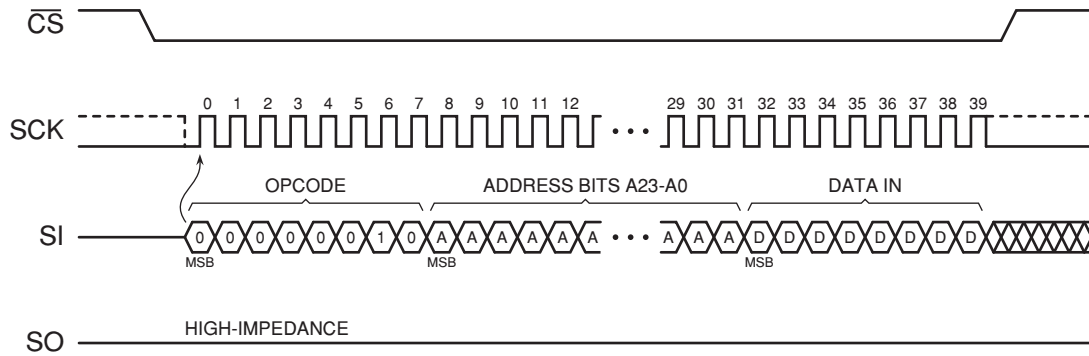 CS
0 1 2 3 4 5 6 7 8 9 10 11 12 29 30 31 32 33 34 35 36 37 38 39
SCK • • •
OPCODE ADDRESS BITS A23-A0 DATA IN
SI 0 0 0 0 0 0 1 0 A A A A A A • • • A A A D D D D D D D D
MSB MSB MSB
HIGH-IMPEDANCE
SO